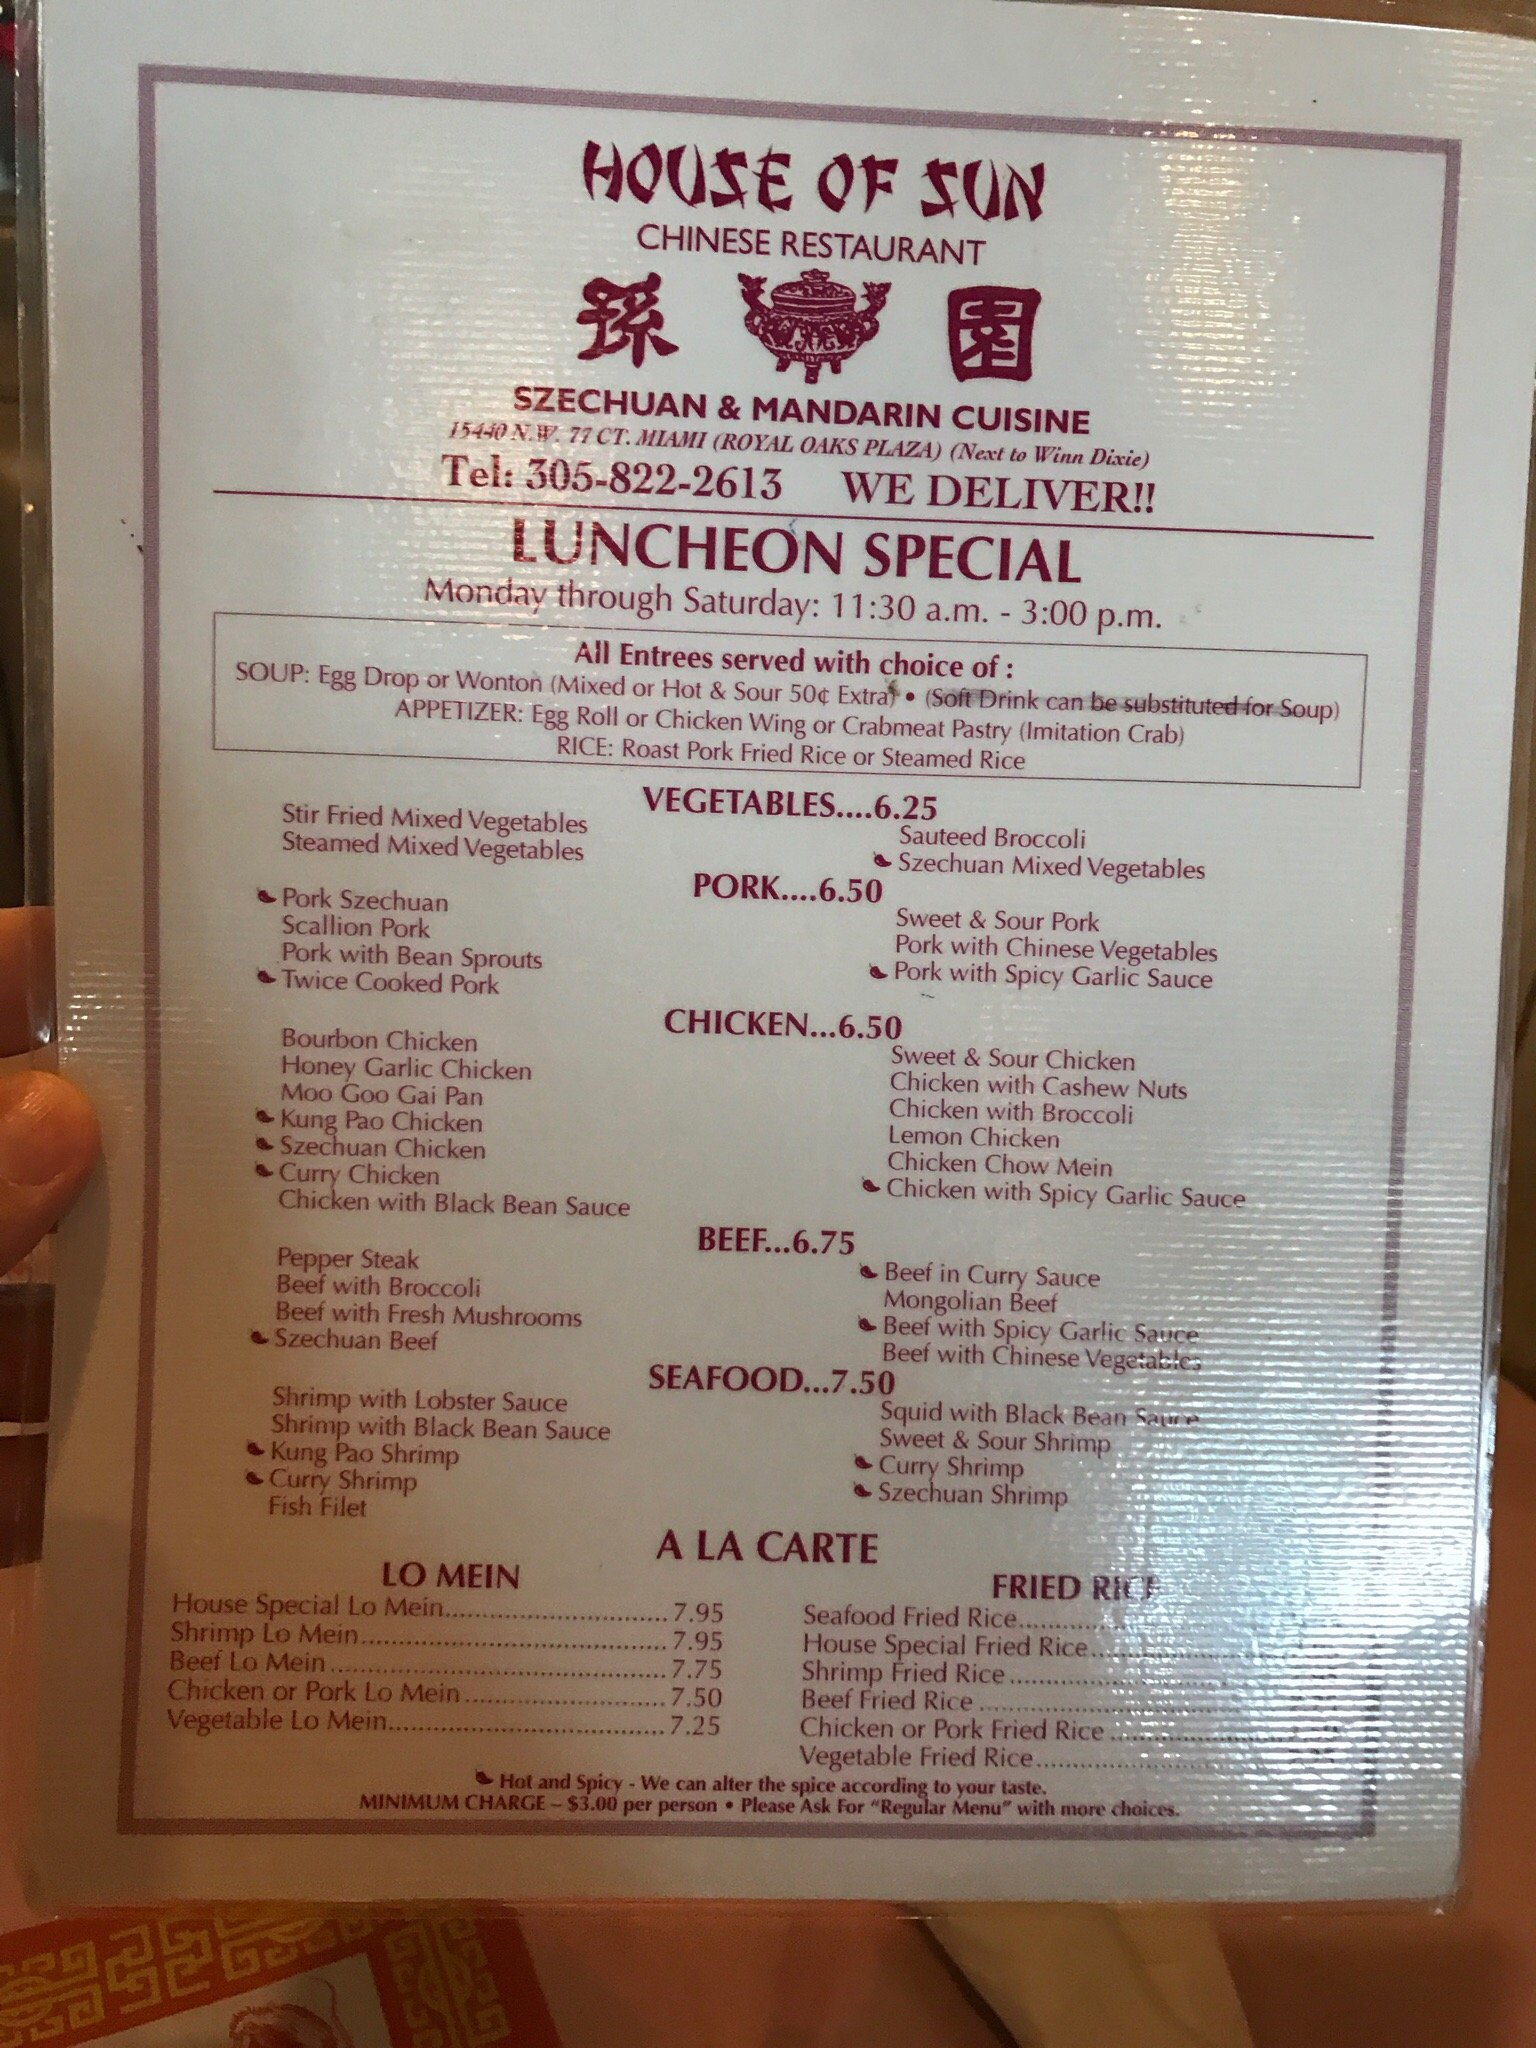 HOUSE OF SUN
CHINESE RESTAURANT
孫 園
SZECHUAN & MANDARIN CUISINE
15440 N.W. 77 CT. MIAMI (ROYAL OAKS PLAZA) (Next to Winn Dixie)
Tel: 305-822-2613 WE DELIVER!!
LUNCHEON SPECIAL
Monday through Saturday: 11:30 a.m. - 3:00 p.m.
All Entrees served with choice of :
SOUP: Egg Drop or Wonton (Mixed or Hot & Sour 50¢ Extra) • (Soft Drink can be substituted for Soup)
APPETIZER: Egg Roll or Chicken Wing or Crabmeat Pastry (Imitation Crab)
RICE: Roast Pork Fried Rice or Steamed Rice
VEGETABLES....6.25
Stir Fried Mixed Vegetables
Steamed Mixed Vegetables
Sauteed Broccoli
Szechuan Mixed Vegetables
PORK....6.50
Pork Szechuan
Scallion Pork
Pork with Bean Sprouts
Twice Cooked Pork
Sweet & Sour Pork
Pork with Chinese Vegetables
Pork with Spicy Garlic Sauce
CHICKEN...6.50
Bourbon Chicken
Honey Garlic Chicken
Moo Goo Gai Pan
Kung Pao Chicken
Szechuan Chicken
Curry Chicken
Chicken with Black Bean Sauce
Sweet & Sour Chicken
Chicken with Cashew Nuts
Chicken with Broccoli
Lemon Chicken
Chicken Chow Mein
Chicken with Spicy Garlic Sauce
BEEF...6.75
Pepper Steak
Beef with Broccoli
Beef with Fresh Mushrooms
Szechuan Beef
Beef in Curry Sauce
Mongolian Beef
Beef with Spicy Garlic Sauce
Beef with Chinese Vegetables
SEAFOOD...7.50
Shrimp with Lobster Sauce
Shrimp with Black Bean Sauce
Kung Pao Shrimp
Curry Shrimp
Fish Filet
Squid with Black Bean Sauce
Sweet & Sour Shrimp
Curry Shrimp
Szechuan Shrimp
A LA CARTE
LO MEIN
House Special Lo Mein................................7.95
Shrimp Lo Mein............................................7.95
Beef Lo Mein................................................7.75
Chicken or Pork Lo Mein.............................7.50
Vegetable Lo Mein........................................7.25
FRIED RICE
Seafood Fried Rice
House Special Fried Rice
Shrimp Fried Rice
Beef Fried Rice
Chicken or Pork Fried Rice
Vegetable Fried Rice
Hot and Spicy - We can alter the spice according to your taste.
MINIMUM CHARGE – $3.00 per person • Please Ask For “Regular Menu” with more choices.